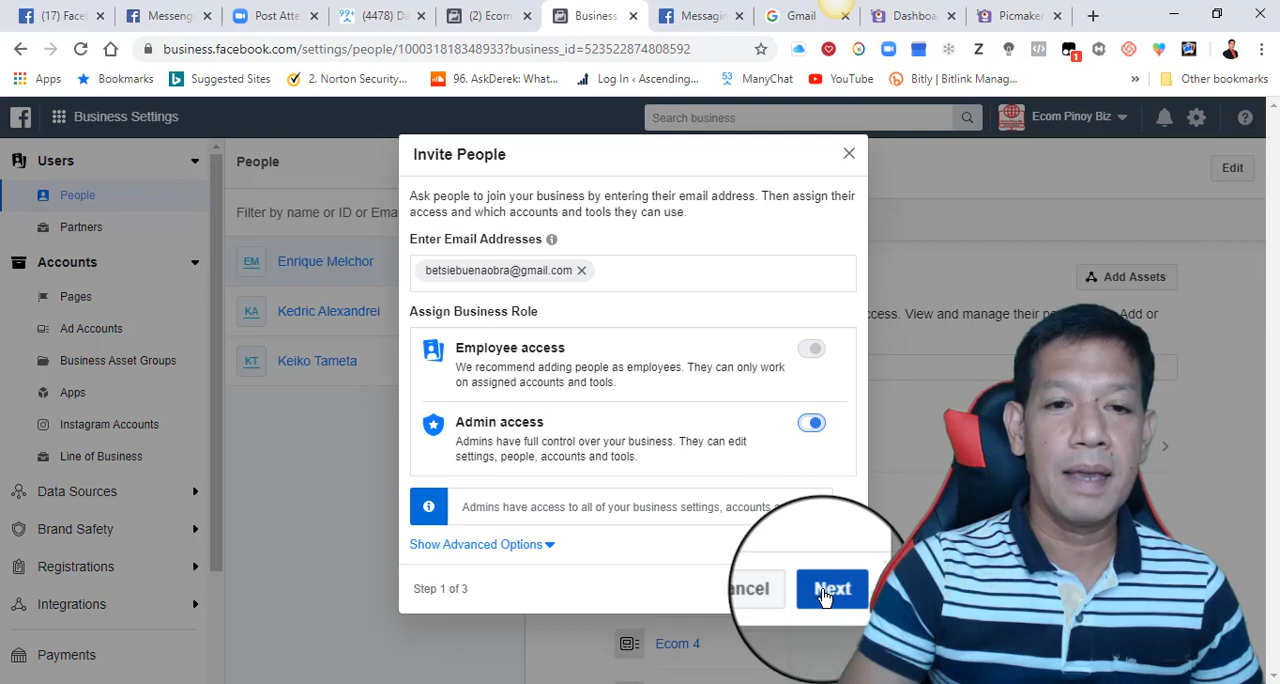 (17) Face
Messeng
Post Atte
(4478) Da
(2) Ecom
Business
Messagin
Gmail
Dashboa
Picmaker
business.facebook.com/settings/people/100031818348933?business_id=523522874808592
Apps
Bookmarks
Suggested Sites
2. Norton Security...
96. AskDerek: What...
Log In ‹ Ascending...
ManyChat
YouTube
Bitly | Bitlink Manag...
»
Other bookmarks
Business Settings
Search business
Ecom Pinoy Biz
Users
People
Partners
Accounts
Pages
Ad Accounts
Business Asset Groups
Apps
Instagram Accounts
Line of Business
Data Sources
Brand Safety
Registrations
Integrations
Payments
People
Filter by name or ID or Ema
EM Enrique Melchor
KA Kedric Alexandrei
KT Keiko Tameta
Edit
Add Assets
ccess. View and manage their pe
Add or
Ecom 4
Invite People
Ask people to join your business by entering their email address. Then assign their
access and which accounts and tools they can use.
Enter Email Addresses
betsiebuenaobra@gmail.com
Assign Business Role
Employee access
We recommend adding people as employees. They can only work
on assigned accounts and tools.
Admin access
Admins have full control over your business. They can edit
settings, people, accounts and tools.
Admins have access to all of your business settings, accounts a
Show Advanced Options
Step 1 of 3
ancel
Next